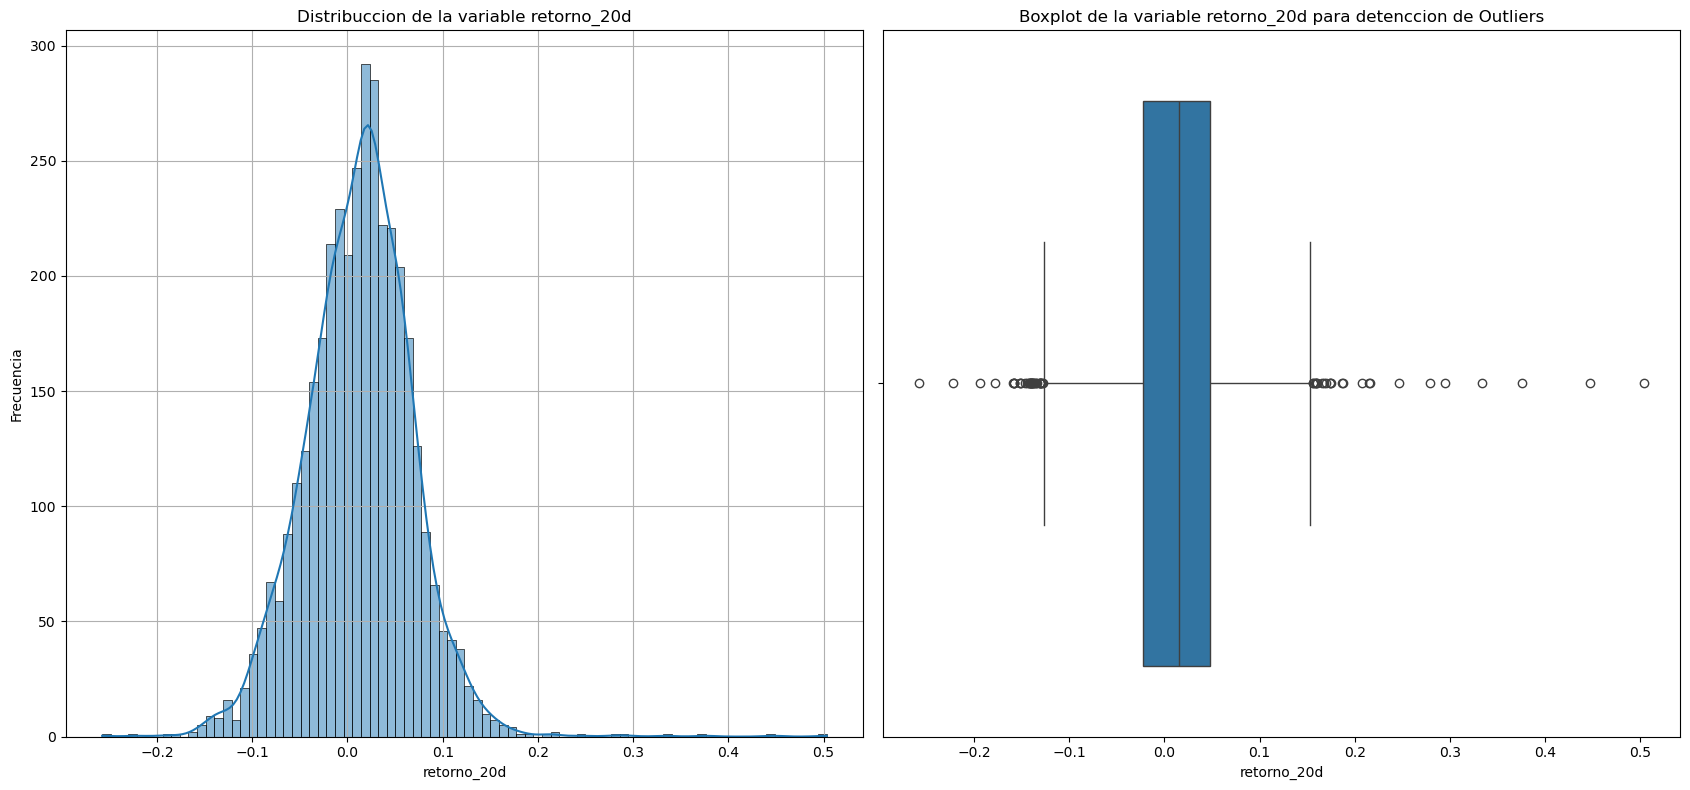 Distribuccion de la variable retorno_20d
300
250
200
150
100
50
0
Frecuencia
−0.2 −0.1 0.0 0.1 0.2 0.3 0.4 0.5
retorno_20d
Boxplot de la variable retorno_20d para detenccion de Outliers
−0.2 −0.1 0.0 0.1 0.2 0.3 0.4 0.5
retorno_20d